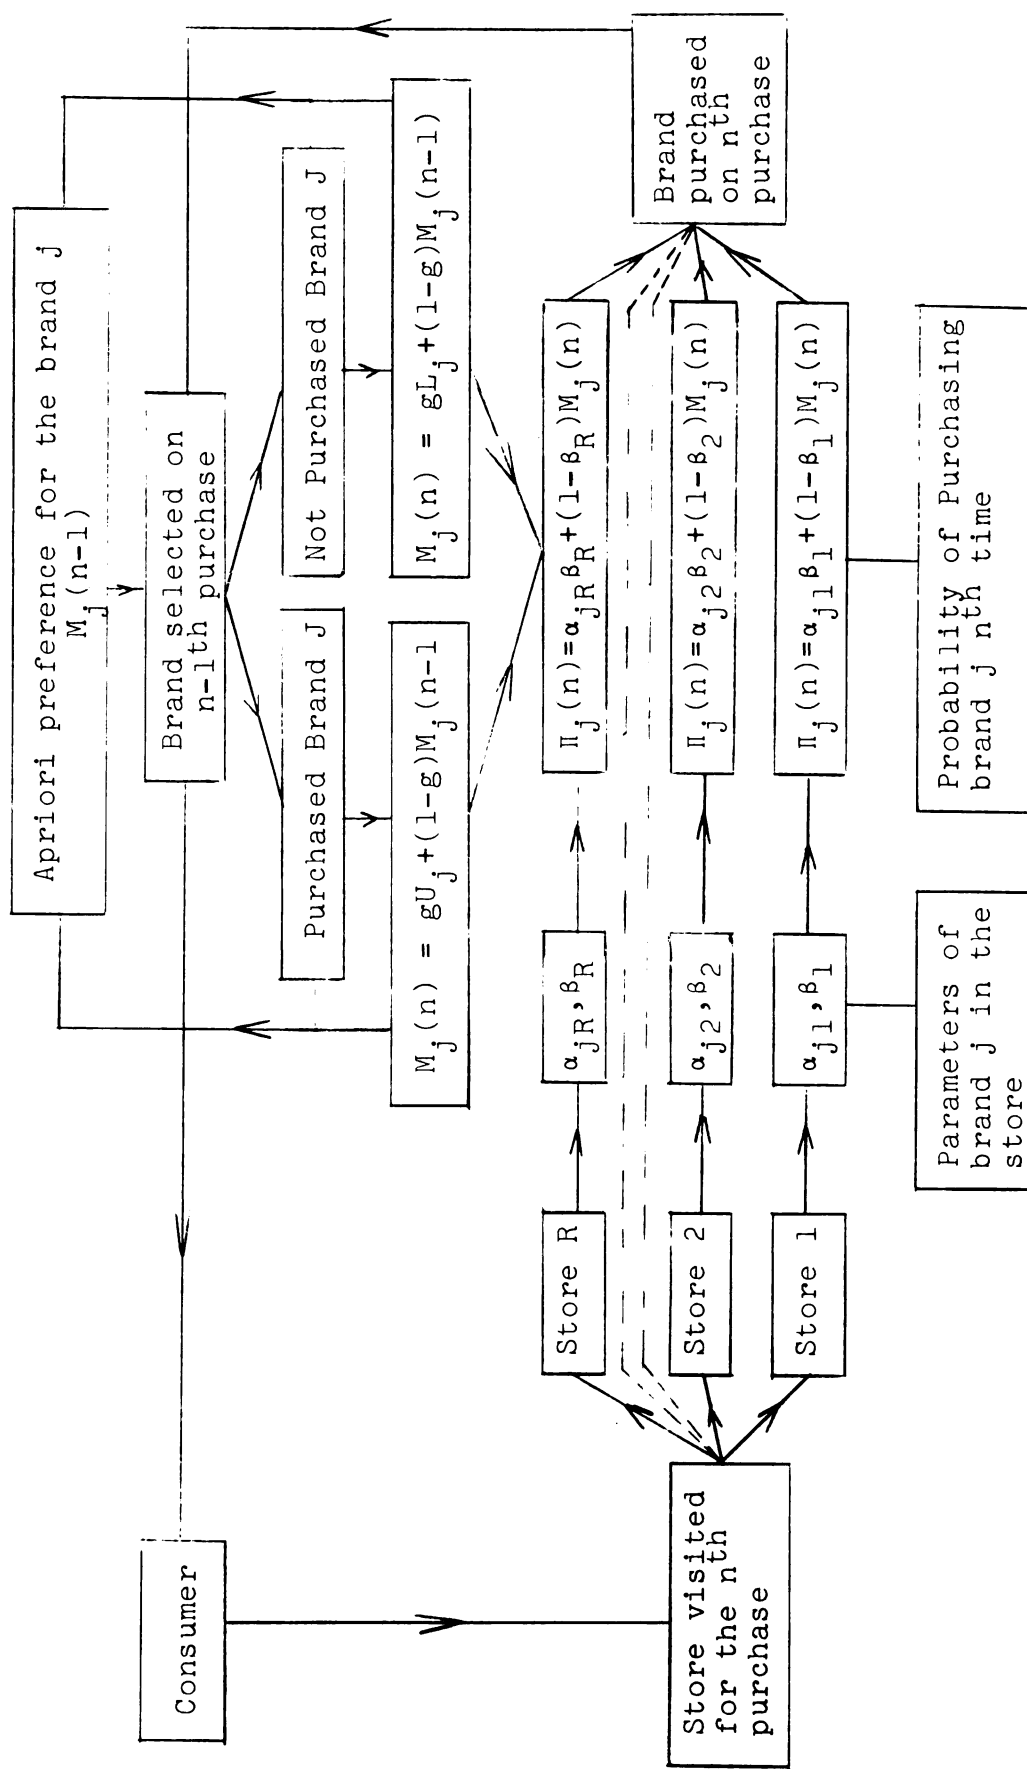 Apriori preference for the brand j
M_j(n-1)
Brand selected on
n-1th purchase
Consumer
Purchased Brand J
Not Purchased Brand J
M_j(n) = gU_j+(1-g)M_j(n-1
M_j(n) = gL_j+(1-g)M_j(n-1)
Store visited
for the n^th
purchase
Store R
α_jR,β_R
Π_j(n)=α_jRβ_R+(1-β_R)M_j(n)
Store 2
α_j2,β_2
Π_j(n)=α_j2β_2+(1-β_2)M_j(n)
Store 1
α_j1,β_1
Π_j(n)=α_j1β_1+(1-β_1)M_j(n)
Brand
purchased
on n^th
purchase
Parameters of
brand j in the
store
Probability of Purchasing
brand j n^th time